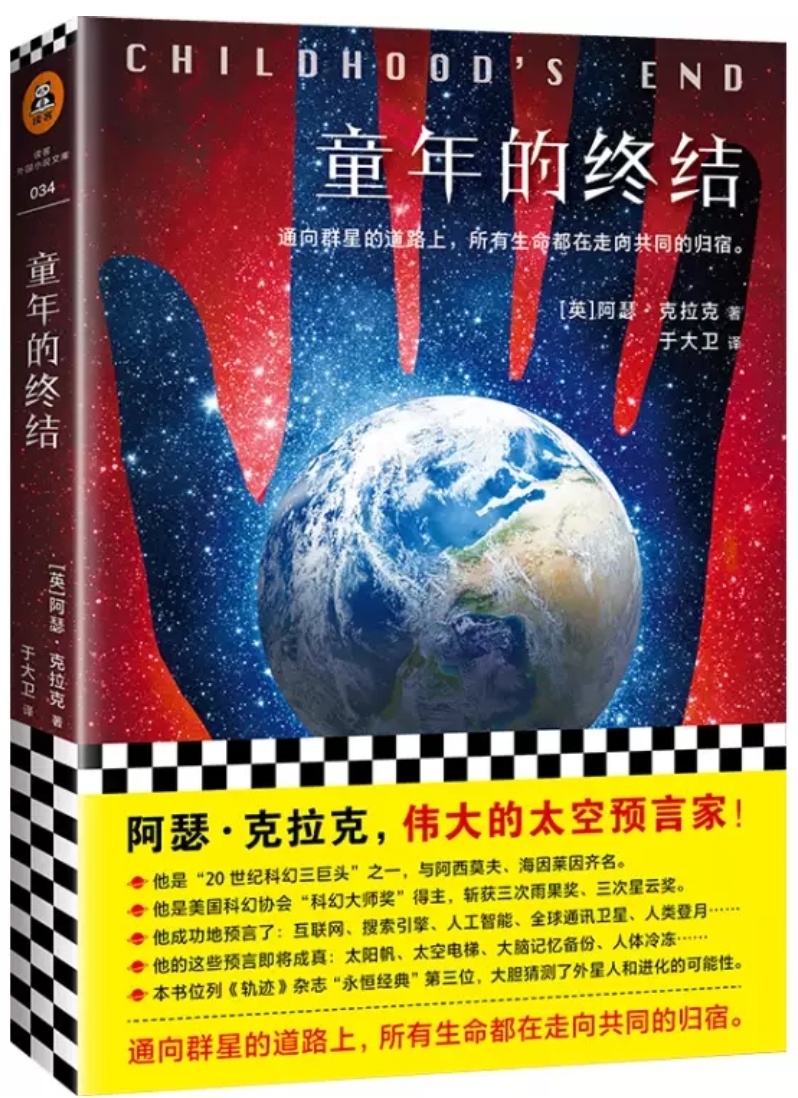 CHILDHOOD'S END
童年的终结
通向群星的道路上，所有生命都在走向共同的归宿。
[英]阿瑟·克拉克 著
于大卫 译
阿瑟·克拉克，伟大的太空预言家！
他是“20世纪科幻三巨头”之一，与阿西莫夫、海因莱因齐名。
他是美国科幻协会“科幻大师奖”得主，斩获三次雨果奖、三次星云奖。
他成功地预言了：互联网、搜索引擎、人工智能、全球通讯卫星、人类登月……
他的这些预言即将成真：太阳帆、太空电梯、大脑记忆备份、人体冷冻……
本书位列《轨迹》杂志“永恒经典”第三位，大胆猜测了外星人和进化的可能性。
通向群星的道路上，所有生命都在走向共同的归宿。
读客
读客
外国小说文库
034
童年的终结
[英]阿瑟·克拉克 著
于大卫 译